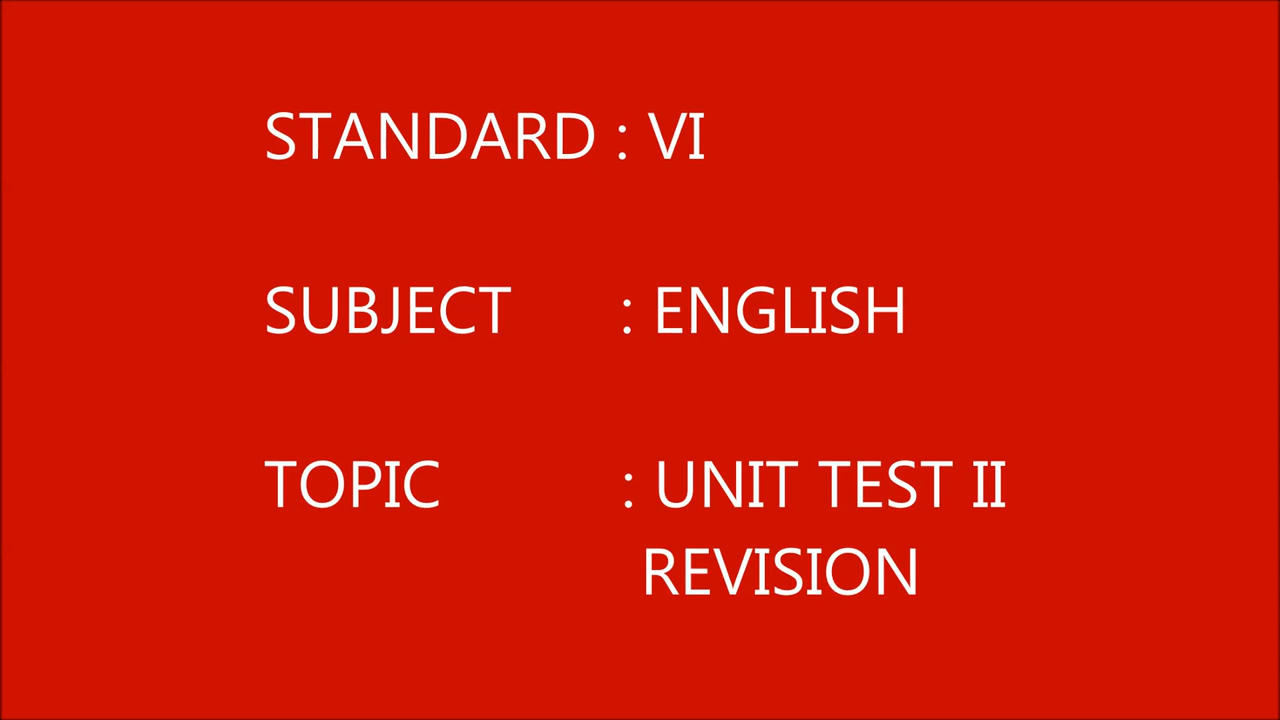 STANDARD : VI
SUBJECT : ENGLISH
TOPIC : UNIT TEST II
REVISION